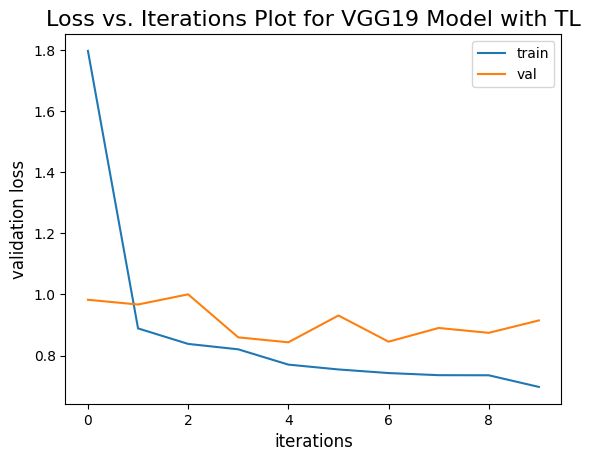 Loss vs. Iterations Plot for VGG19 Model with TL
train
val
1.8
1.6
1.4
1.2
1.0
0.8
validation loss
0
2
4
6
8
iterations